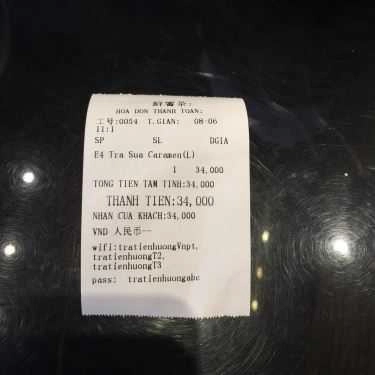 HOA DON THANH TOAN:
工号:0054 T.GIAN: 08-06
11:1
SP SL DGIA
E4 Tra Sua Caramen(L)
1 34,000
TONG TIEN TAM TINH:34,000
THANH TIEN:34,000
NHAN CUA KHACH:34,000
VND 人民币一
wifi:tratienhuongVnpt,
tratienhuongT2,
tratienhuongT3
pass: tratienhuongabc